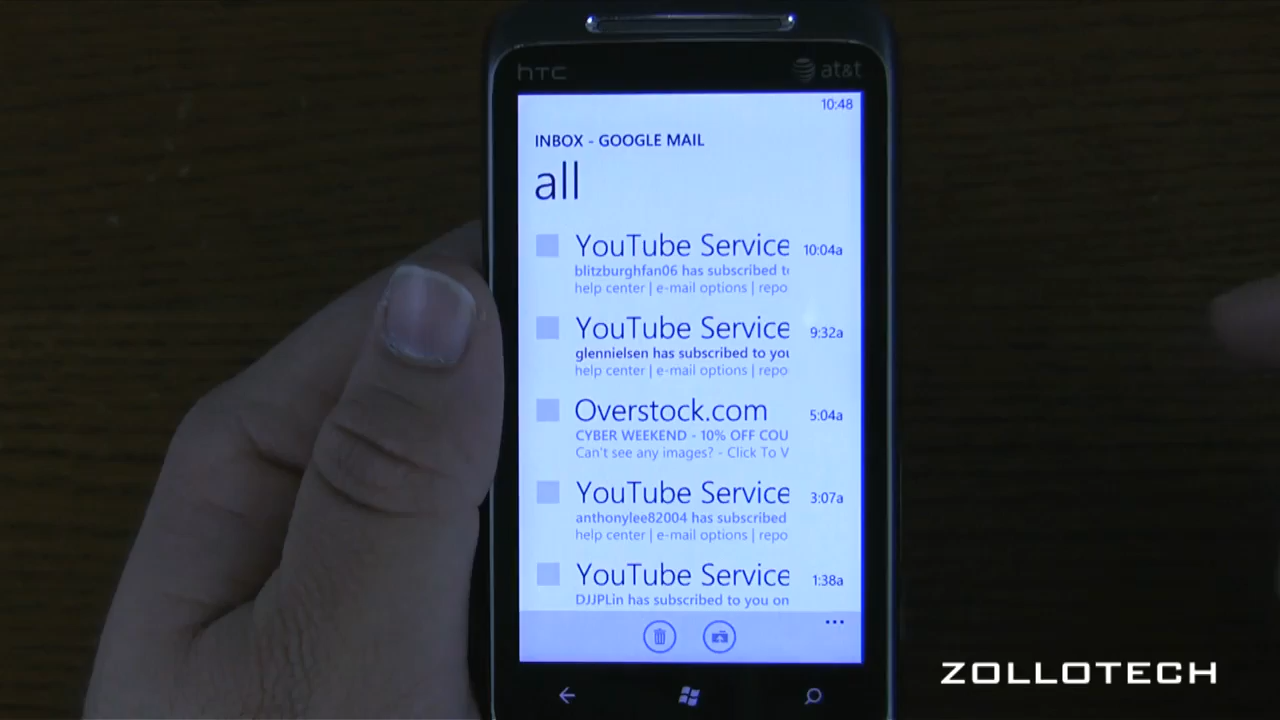 hTC
at&t
10:48
INBOX - GOOGLE MAIL
all
YouTube Service
10:04a
blitzburghfan06 has subscribed t
help center | e-mail options | repo
YouTube Service
9:32a
glennielsen has subscribed to you
help center | e-mail options | repo
Overstock.com
5:04a
CYBER WEEKEND - 10% OFF COU
Can't see any images? - Click To V
YouTube Service
3:07a
anthonylee82004 has subscribed
help center | e-mail options | repo
YouTube Service
1:38a
DJJPLin has subscribed to you on
ZOLLOTECH